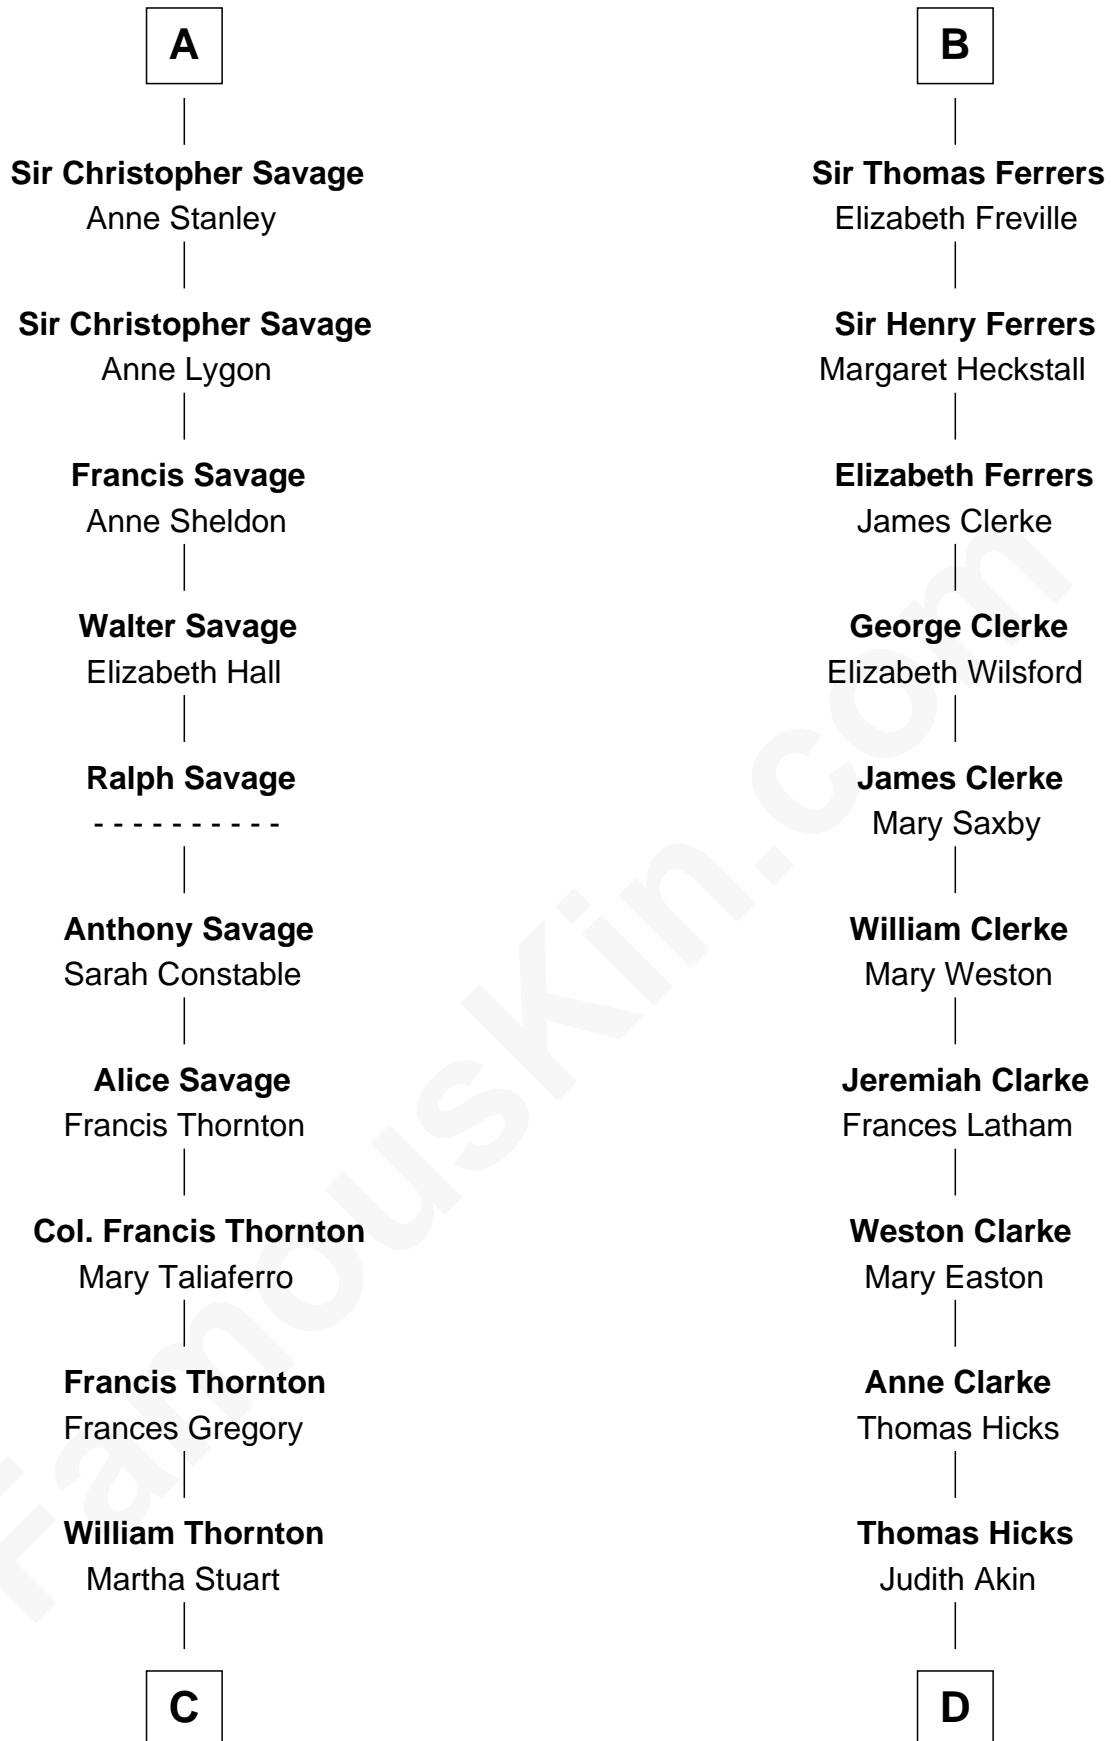 A
Sir Christopher Savage
Anne Stanley
Sir Christopher Savage
Anne Lygon
Francis Savage
Anne Sheldon
Walter Savage
Elizabeth Hall
Ralph Savage
- - - - - - - - - -
Anthony Savage
Sarah Constable
Alice Savage
Francis Thornton
Col. Francis Thornton
Mary Taliaferro
Francis Thornton
Frances Gregory
William Thornton
Martha Stuart
C
B
Sir Thomas Ferrers
Elizabeth Freville
Sir Henry Ferrers
Margaret Heckstall
Elizabeth Ferrers
James Clerke
George Clerke
Elizabeth Wilsford
James Clerke
Mary Saxby
William Clerke
Mary Weston
Jeremiah Clarke
Frances Latham
Weston Clarke
Mary Easton
Anne Clarke
Thomas Hicks
Thomas Hicks
Judith Akin
D
FamousKin.com